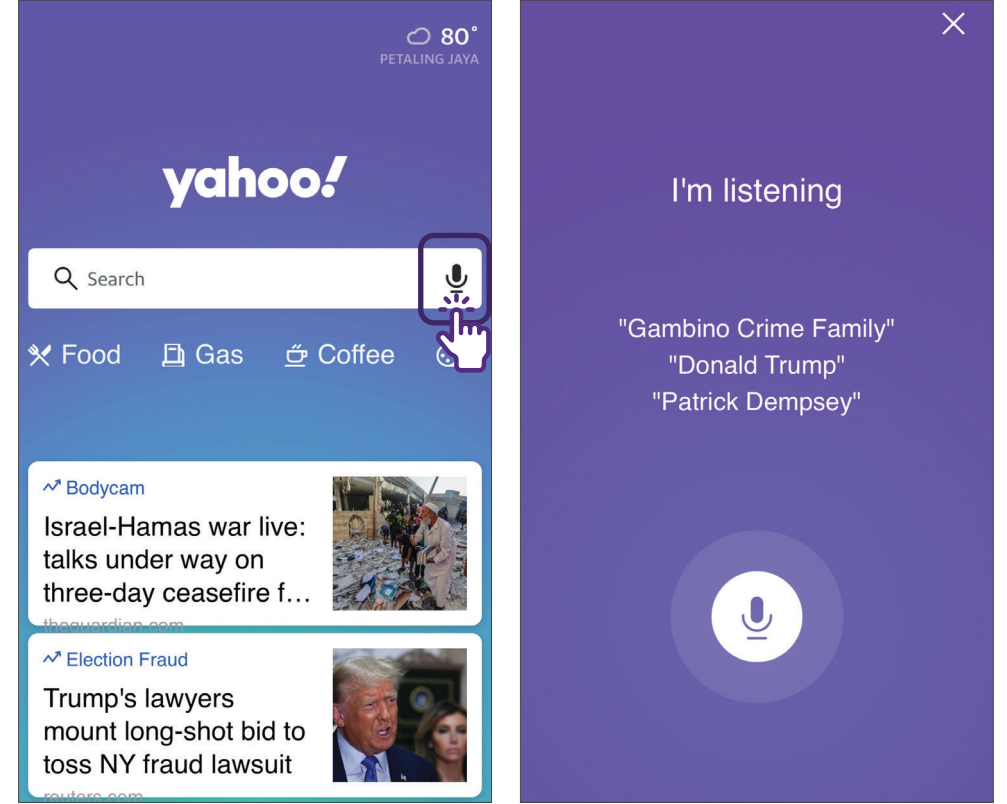 80°
PETALING JAYA
yahoo!
Search
Food
Gas
Coffee
Bodycam
Israel-Hamas war live:
talks under way on
three-day ceasefire f...
theguardian.com
Election Fraud
Trump's lawyers
mount long-shot bid to
toss NY fraud lawsuit
reuters.com
I'm listening
"Gambino Crime Family"
"Donald Trump"
"Patrick Dempsey"